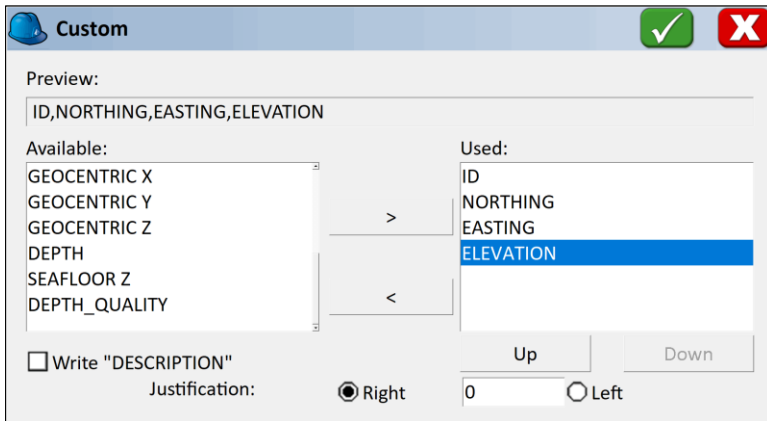 Custom
Preview:
ID,NORTHING,EASTING,ELEVATION
Available:
Used:
GEOCENTRIC X
GEOCENTRIC Y
GEOCENTRIC Z
DEPTH
SEAFLOOR Z
DEPTH_QUALITY
>
<
ID
NORTHING
EASTING
ELEVATION
Write "DESCRIPTION"
Up
Down
Justification:
Right
0
Left